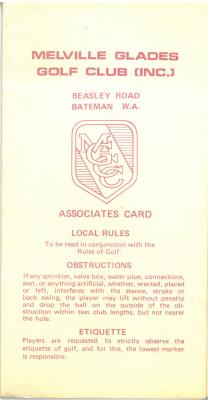 MELVILLE GLADES
GOLF CLUB (INC.)
BEASLEY ROAD
BATEMAN W.A.
MGCC
ASSOCIATES CARD
LOCAL RULES
To be read in conjunction with the
Rules of Golf.
OBSTRUCTIONS
If any sprinkler, valve box, water pipe, connections,
seat, or anything artificial, whether, erected, placed
or left, interferes with the stance, stroke or
back swing, the player may lift without penalty
and drop the ball on the outside of the ob-
struction within two club lengths, but not nearer
the hole.
ETIQUETTE
Players are requested to strictly observe the
etiquette of golf, and for this, the lowest marker
is responsible.